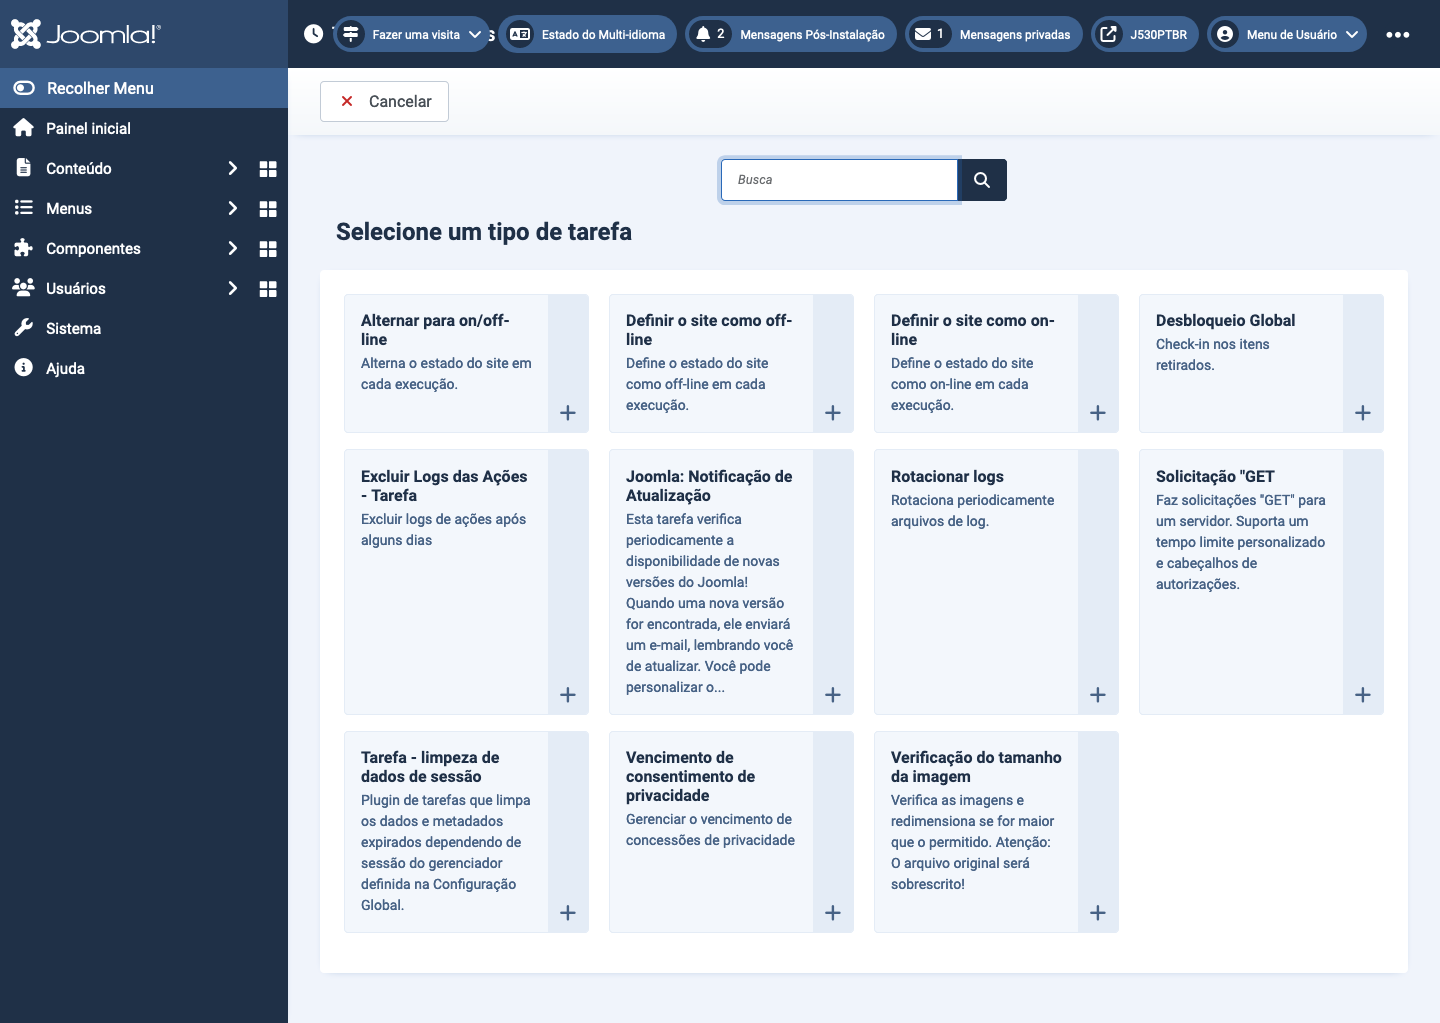 Joomla!
Fazer uma visita
Estado do Multi-idioma
2 Mensagens Pós-Instalação
1 Mensagens privadas
J530PTBR
Menu de Usuário
Recolher Menu
Painel inicial
Conteúdo
Menus
Componentes
Usuários
Sistema
Ajuda
Cancelar
Busca
Selecione um tipo de tarefa
Alternar para on/off-
line
Alterna o estado do site em
cada execução.
Definir o site como off-
line
Define o estado do site
como off-line em cada
execução.
Definir o site como on-
line
Define o estado do site
como on-line em cada
execução.
Desbloqueio Global
Check-in nos itens
retirados.
Excluir Logs das Ações
- Tarefa
Excluir logs de ações após
alguns dias
Joomla: Notificação de
Atualização
Esta tarefa verifica
periodicamente a
disponibilidade de novas
versões do Joomla!
Quando uma nova versão
for encontrada, ele enviará
um e-mail, lembrando você
de atualizar. Você pode
personalizar o...
Rotacionar logs
Rotaciona periodicamente
arquivos de log.
Solicitação "GET
Faz solicitações "GET" para
um servidor. Suporta um
tempo limite personalizado
e cabeçalhos de
autorizações.
Tarefa - limpeza de
dados de sessão
Plugin de tarefas que limpa
os dados e metadados
expirados dependendo de
sessão do gerenciador
definida na Configuração
Global.
Vencimento de
consentimento de
privacidade
Gerenciar o vencimento de
concessões de privacidade
Verificação do tamanho
da imagem
Verifica as imagens e
redimensiona se for maior
que o permitido. Atenção:
O arquivo original será
sobrescrito!